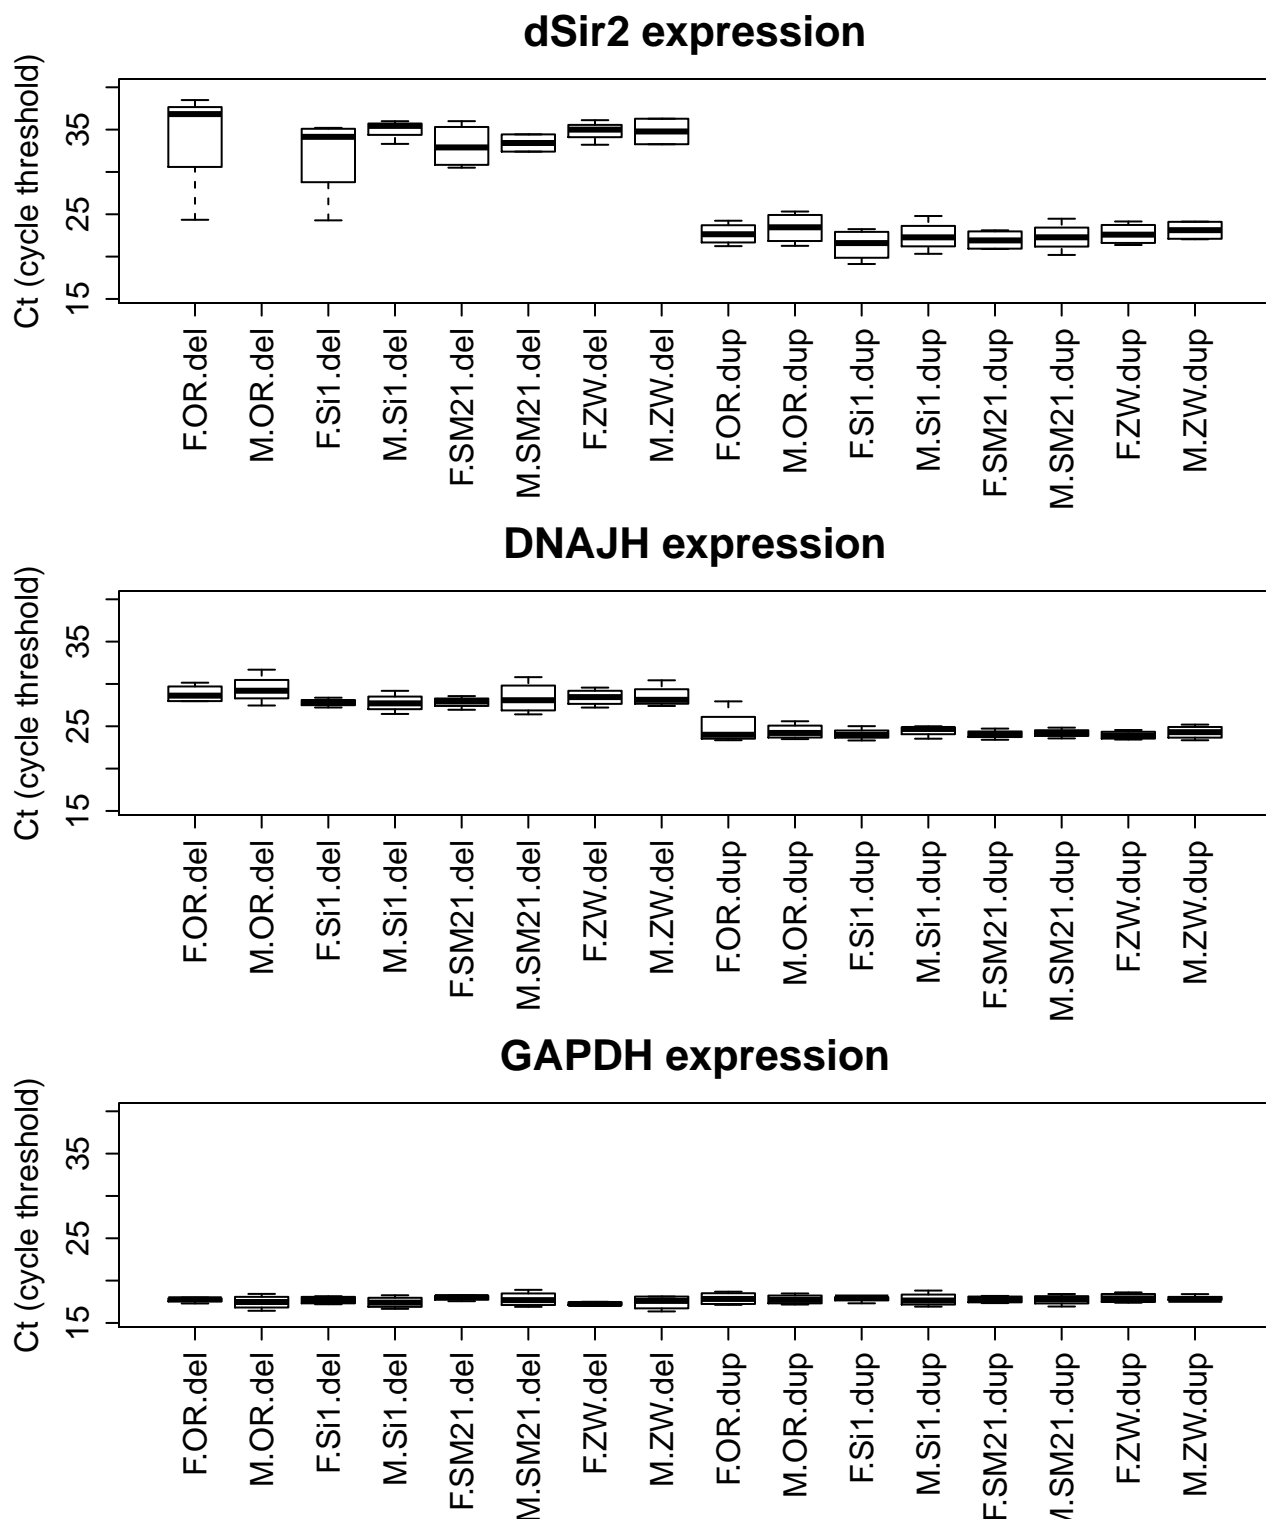 dSir2 expression
Ct (cycle threshold)
35
25
15
F.OR.del
M.OR.del
F.Si1.del
M.Si1.del
F.SM21.del
M.SM21.del
F.ZW.del
M.ZW.del
F.OR.dup
M.OR.dup
F.Si1.dup
M.Si1.dup
F.SM21.dup
M.SM21.dup
F.ZW.dup
M.ZW.dup
DNAJH expression
Ct (cycle threshold)
35
25
15
F.OR.del
M.OR.del
F.Si1.del
M.Si1.del
F.SM21.del
M.SM21.del
F.ZW.del
M.ZW.del
F.OR.dup
M.OR.dup
F.Si1.dup
M.Si1.dup
F.SM21.dup
M.SM21.dup
F.ZW.dup
M.ZW.dup
GAPDH expression
Ct (cycle threshold)
35
25
15
F.OR.del
M.OR.del
F.Si1.del
M.Si1.del
F.SM21.del
M.SM21.del
F.ZW.del
M.ZW.del
F.OR.dup
M.OR.dup
F.Si1.dup
M.Si1.dup
F.SM21.dup
M.SM21.dup
F.ZW.dup
M.ZW.dup